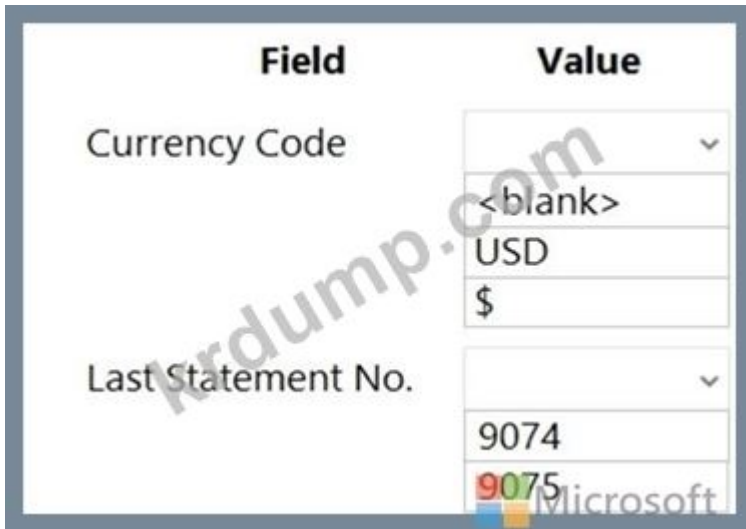 Field Value
Currency Code
<blank>
USD
$
Last Statement No.
9074
9075
krdump.com
Microsoft